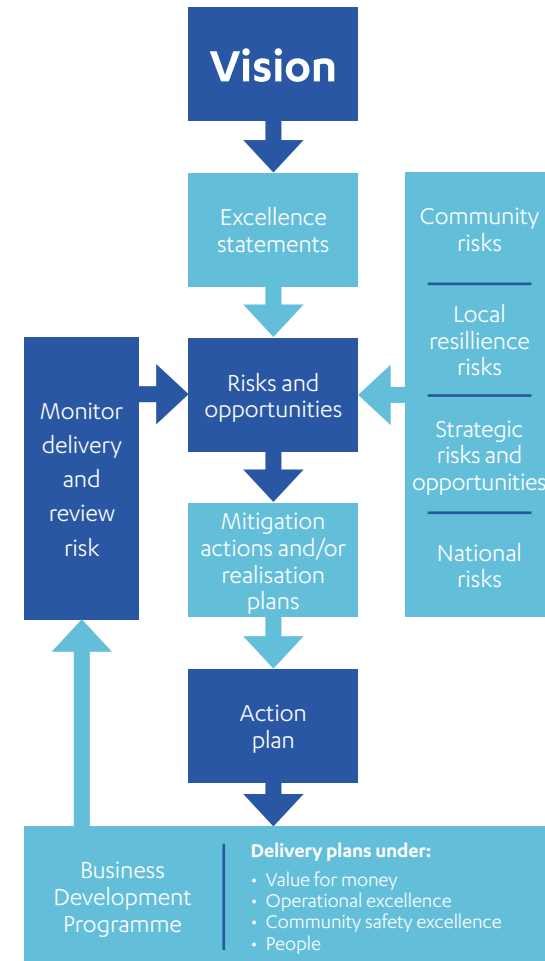 Vision
Excellence
statements
Community
risks
Local
resillience
risks
Strategic
risks and
opportunities
National
risks
Monitor
delivery
and
review
risk
Risks and
opportunities
Mitigation
actions and/or
realisation
plans
Action
plan
Business
Development
Programme
Delivery plans under:
• Value for money
• Operational excellence
• Community safety excellence
• People